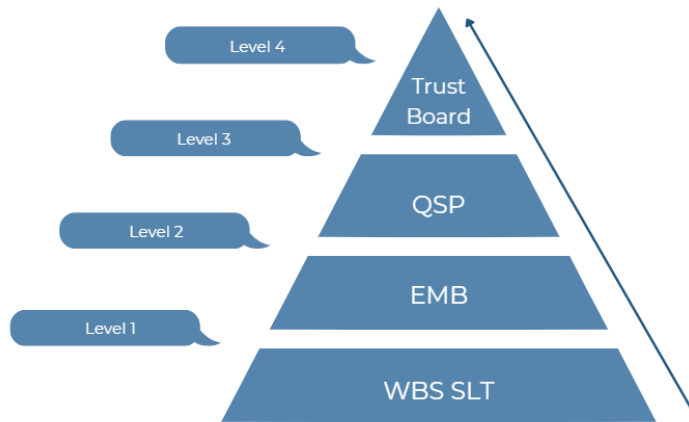 Level 4
Trust
Board
Level 3
QSP
Level 2
EMB
Level 1
WBS SLT